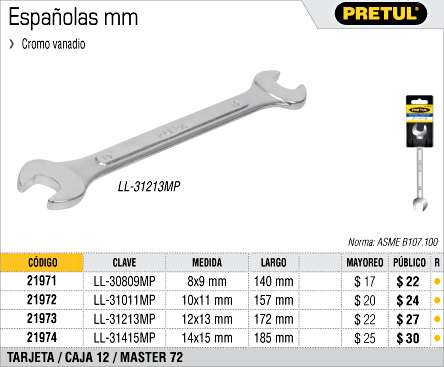 Españolas mm
PRETUL®
› Cromo vanadio
PRETUL
LL-31213MP
Norma: ASME B107.100
CÓDIGO CLAVE MEDIDA LARGO MAYOREO PÚBLICO R
21971 LL-30809MP 8x9 mm 140 mm $ 17 $ 22 •
21972 LL-31011MP 10x11 mm 157 mm $ 20 $ 24 •
21973 LL-31213MP 12x13 mm 172 mm $ 22 $ 27 •
21974 LL-31415MP 14x15 mm 185 mm $ 25 $ 30 •
TARJETA / CAJA 12 / MASTER 72